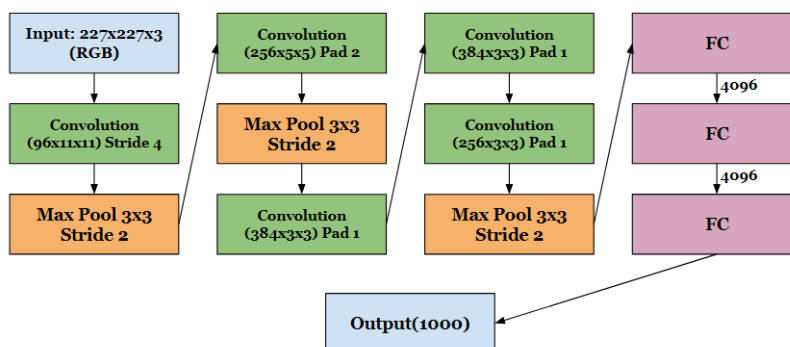 Input: 227x227x3
(RGB)
Convolution
(96x11x11) Stride 4
Max Pool 3x3
Stride 2
Convolution
(256x5x5) Pad 2
Max Pool 3x3
Stride 2
Convolution
(384x3x3) Pad 1
Convolution
(384x3x3) Pad 1
Convolution
(256x3x3) Pad 1
Max Pool 3x3
Stride 2
FC
4096
FC
4096
FC
Output(1000)